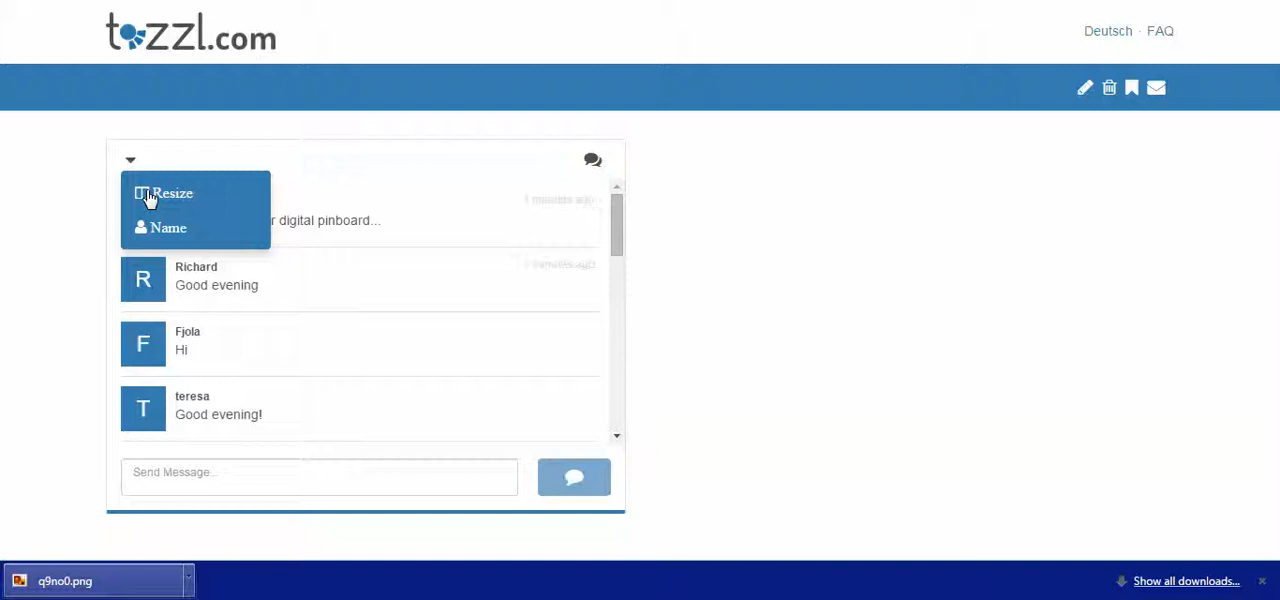 tozzl.com
Deutsch · FAQ
Resize
Name
digital pinboard...
Richard
Good evening
Fjola
Hi
teresa
Good evening!
R
F
T
Send Message...
q9no0.png
Show all downloads...